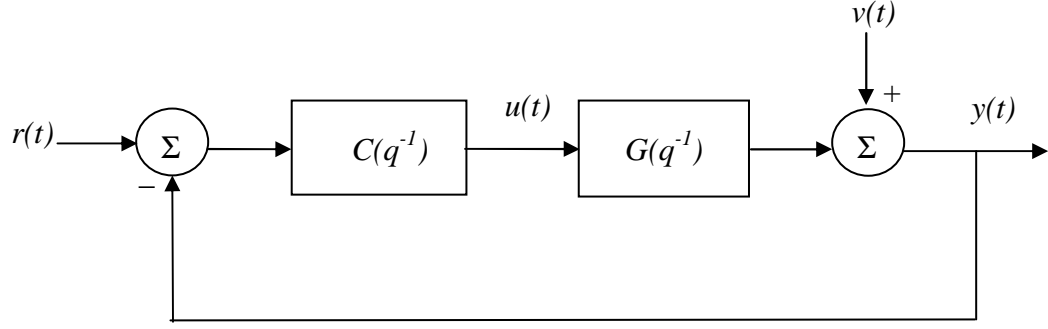 v(t)
+
r(t)
Σ
−
C(q⁻¹)
u(t)
G(q⁻¹)
Σ
y(t)